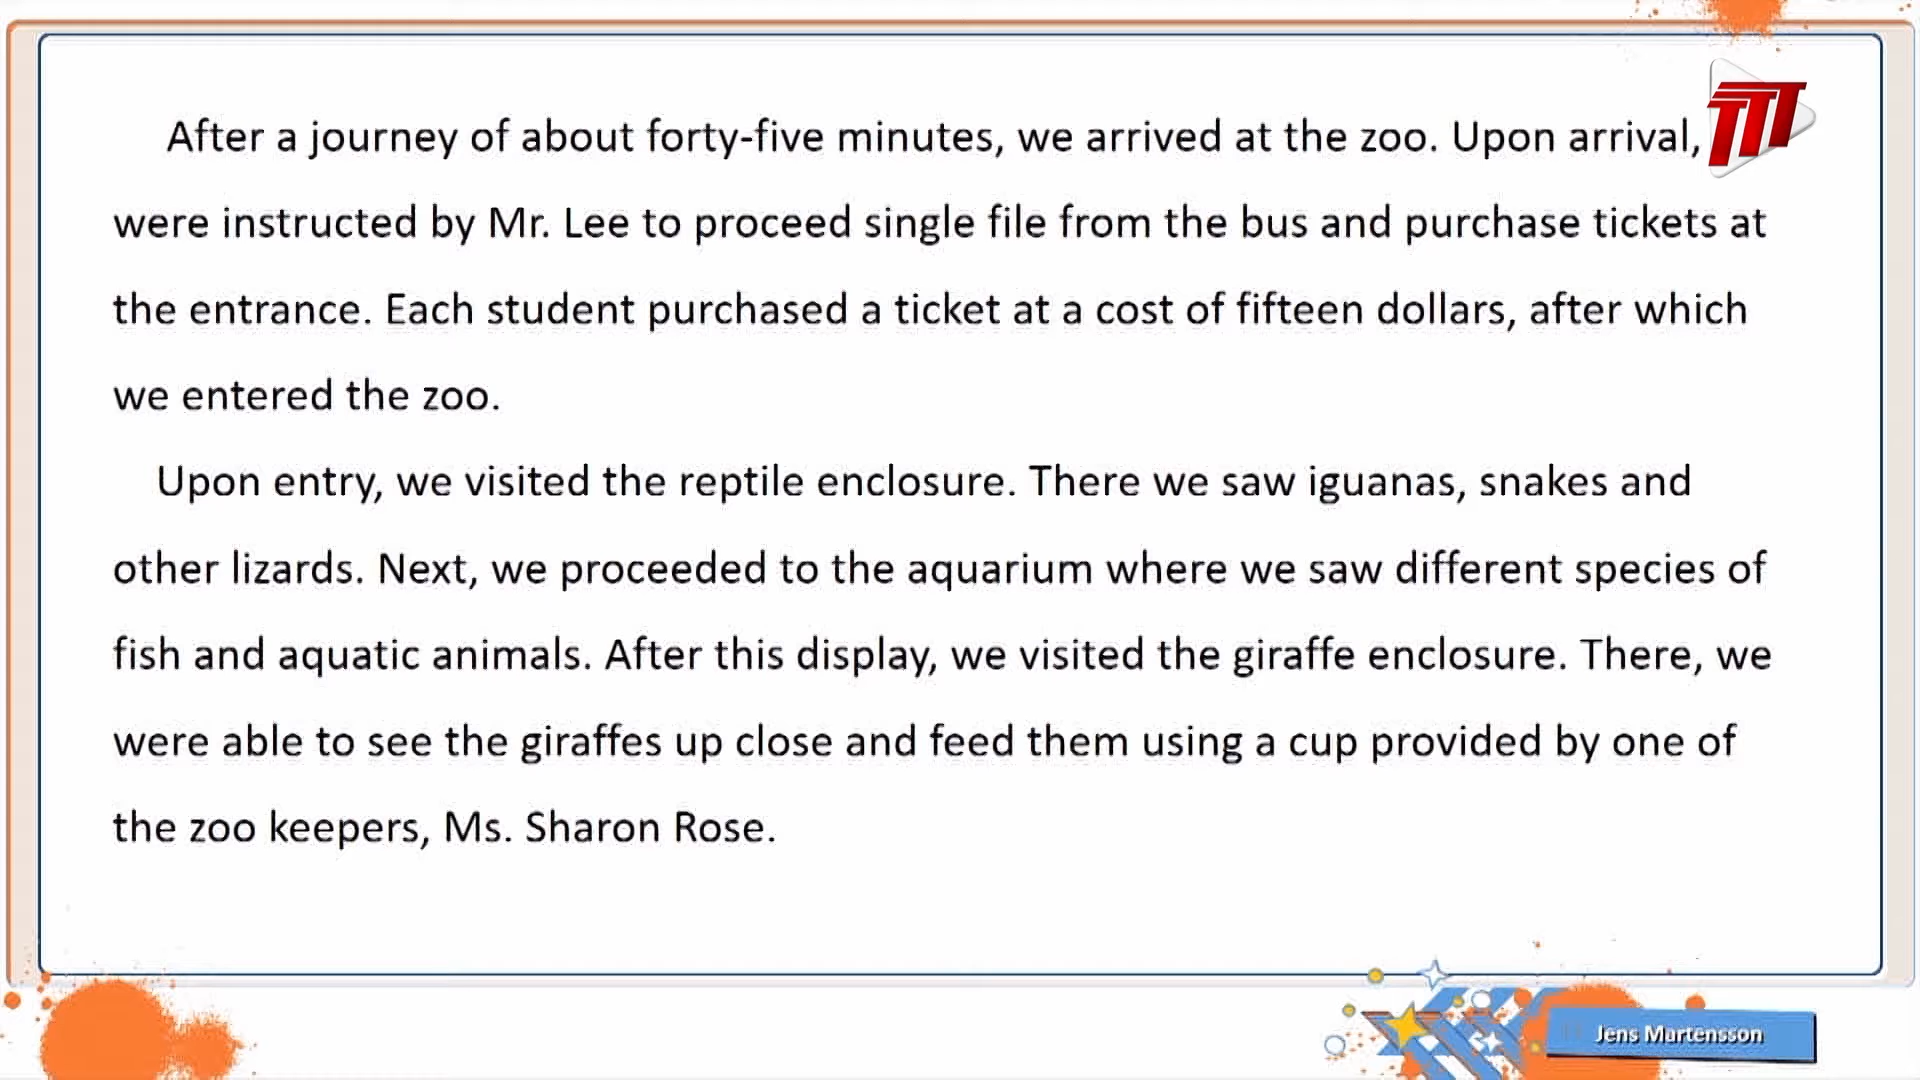 After a journey of about forty-five minutes, we arrived at the zoo. Upon arrival,
were instructed by Mr. Lee to proceed single file from the bus and purchase tickets at
the entrance. Each student purchased a ticket at a cost of fifteen dollars, after which
we entered the zoo.
Upon entry, we visited the reptile enclosure. There we saw iguanas, snakes and
other lizards. Next, we proceeded to the aquarium where we saw different species of
fish and aquatic animals. After this display, we visited the giraffe enclosure. There, we
were able to see the giraffes up close and feed them using a cup provided by one of
the zoo keepers, Ms. Sharon Rose.
TTT
Jens Martensson